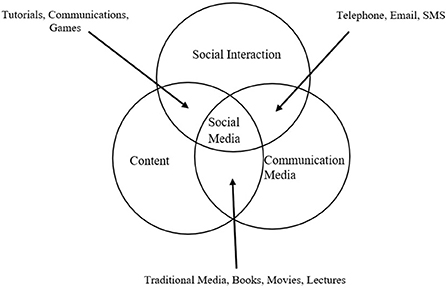 Tutorials, Communications,
Games
Telephone, Email, SMS
Social Interaction
Social
Media
Content
Communication
Media
Traditional Media, Books, Movies, Lectures